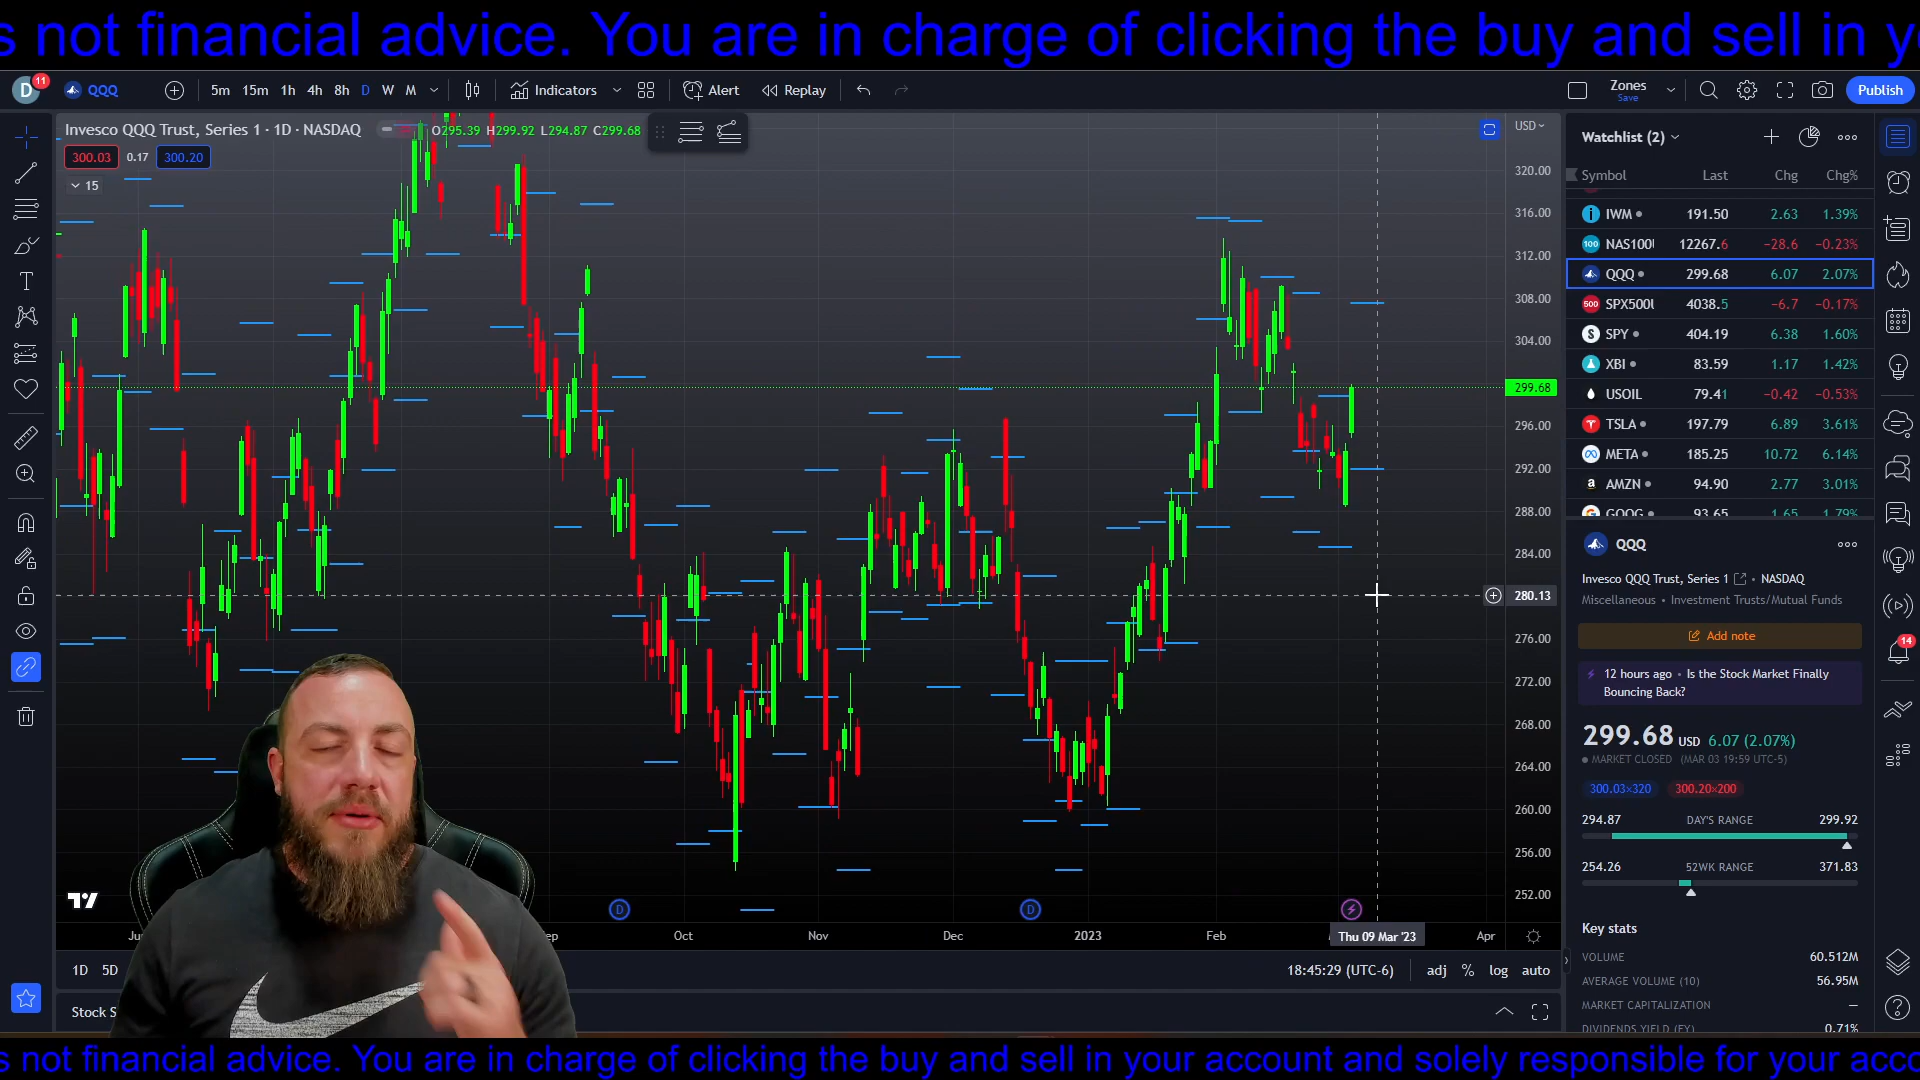 s not financial advice. You are in charge of clicking the buy and sell in y
D 11 QQQ 5m 15m 1h 4h 8h D W M Indicators Alert Replay Zones Save Publish
Invesco QQQ Trust, Series 1 · 1D · NASDAQ O295.39 H299.92 L294.87 C299.68
300.03 0.17 300.20
15
USD
320.00
316.00
312.00
308.00
304.00
299.68
296.00
292.00
288.00
284.00
280.13
276.00
272.00
268.00
264.00
260.00
256.00
252.00
D D
Oct Nov Dec 2023 Feb Thu 09 Mar '23 Apr
1D 5D 18:45:29 (UTC-6) adj % log auto
Stock S
Watchlist (2)
Symbol Last Chg Chg%
IWM 191.50 2.63 1.39%
NAS100 12267.6 −28.6 −0.23%
QQQ 299.68 6.07 2.07%
SPX500 4038.5 −6.7 −0.17%
SPY 404.19 6.38 1.60%
XBI 83.59 1.17 1.42%
USOIL 79.41 −0.42 −0.53%
TSLA 197.79 6.89 3.61%
META 185.25 10.72 6.14%
AMZN 94.90 2.77 3.01%
GOOG 93.65 1.65 1.79%
QQQ
Invesco QQQ Trust, Series 1 • NASDAQ
Miscellaneous • Investment Trusts/Mutual Funds
Add note
12 hours ago • Is the Stock Market Finally
Bouncing Back?
299.68 USD 6.07 (2.07%)
MARKET CLOSED (MAR 03 19:59 UTC-5)
300.03×320 300.20×200
294.87 DAY'S RANGE 299.92
254.26 52WK RANGE 371.83
Key stats
VOLUME 60.512M
AVERAGE VOLUME (10) 56.95M
MARKET CAPITALIZATION —
DIVIDENDS YIELD (FY) 0.71%
14
s not financial advice. You are in charge of clicking the buy and sell in your account and solely responsible for your acco